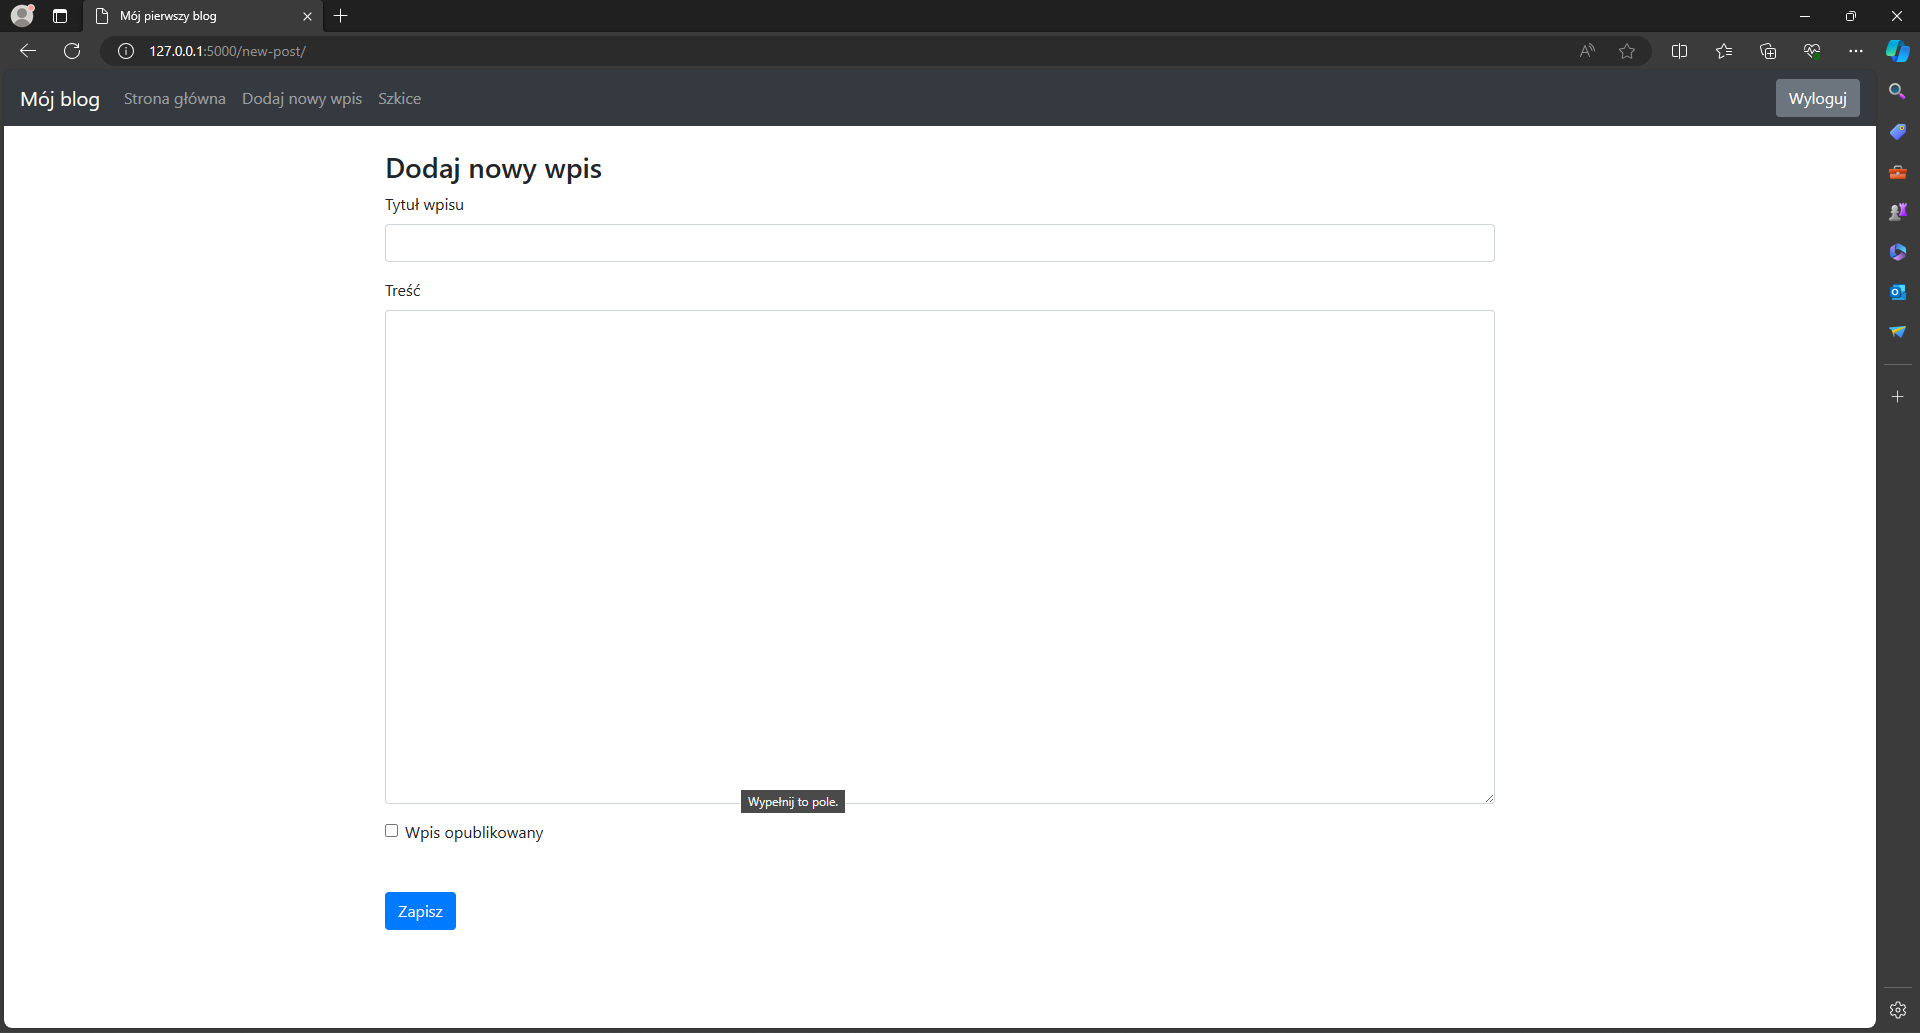 Mój pierwszy blog
127.0.0.1:5000/new-post/
Mój blog Strona główna Dodaj nowy wpis Szkice Wyloguj
Dodaj nowy wpis
Tytuł wpisu
Treść
Wypełnij to pole.
Wpis opublikowany
Zapisz